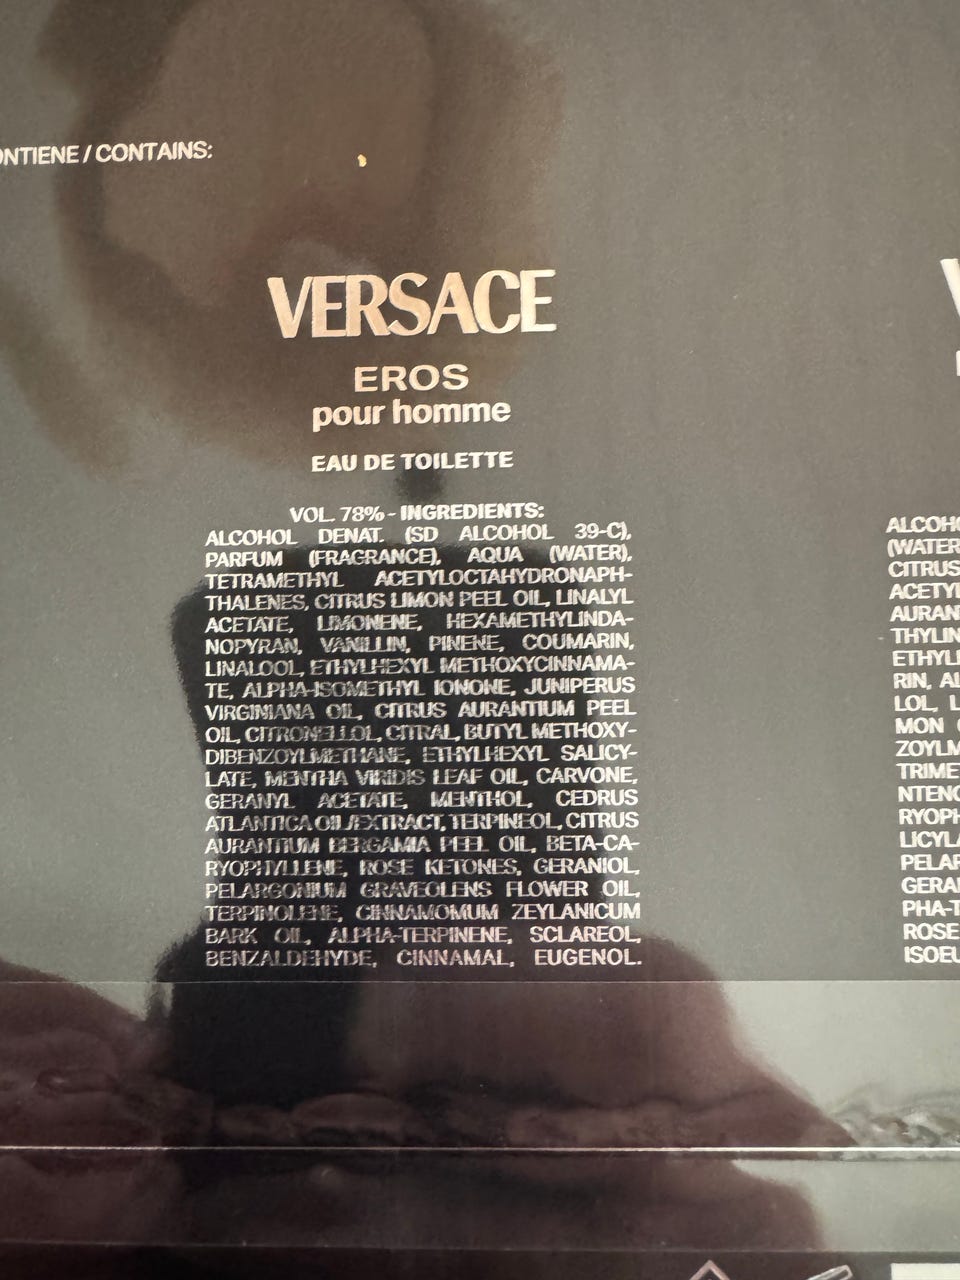 CONTAINS:
VERSACE
EROS
pour homme
EAU DE TOILETTE
VOL. 78% - INGREDIENTS:
ALCOHOL DENAT. (SD ALCOHOL 39-C),
PARFUM (FRAGRANCE), AQUA (WATER),
TETRAMETHYL ACETYLOCTAHYDRONAPH-
THALENES, CITRUS LIMON PEEL OIL, LINALYL
ACETATE, LIMONENE, HEXAMETHYLINDA-
NOPYRAN, VANILLIN, PINENE, COUMARIN,
LINALOOL, ETHYLHEXYL METHOXYCINNAMA-
TE, ALPHA-ISOMETHYL IONONE, JUNIPERUS
VIRGINIANA OIL, CITRUS AURANTIUM PEEL
OIL, CITRONELLOL, CITRAL, BUTYL METHOXY-
DIBENZOYLMETHANE, ETHYLHEXYL SALICY-
LATE, MENTHA VIRIDIS LEAF OIL, CARVONE,
GERANYL ACETATE, MENTHOL, CEDRUS
ATLANTICA OIL/EXTRACT, TERPINEOL, CITRUS
AURANTIUM BERGAMIA PEEL OIL, BETA-CA-
RYOPHYLLENE, ROSE KETONES, GERANIOL,
PELARGONIUM GRAVEOLENS FLOWER OIL,
TERPINOLENE, CINNAMOMUM ZEYLANICUM
BARK OIL, ALPHA-TERPINENE, SCLAREOL,
BENZALDEHYDE, CINNAMAL, EUGENOL.
(WATER
CITRUS
RIN,
MON
ROSE